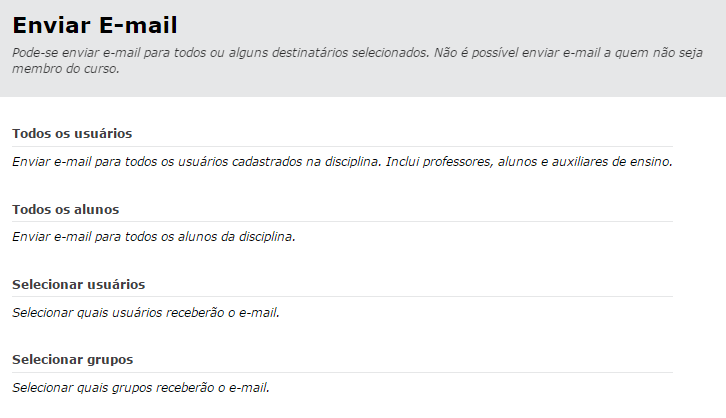 Enviar E-mail
Pode-se enviar e-mail para todos ou alguns destinatários selecionados. Não é possível enviar e-mail a quem não seja
membro do curso.
Todos os usuários
Enviar e-mail para todos os usuários cadastrados na disciplina. Inclui professores, alunos e auxiliares de ensino.
Todos os alunos
Enviar e-mail para todos os alunos da disciplina.
Selecionar usuários
Selecionar quais usuários receberão o e-mail.
Selecionar grupos
Selecionar quais grupos receberão o e-mail.